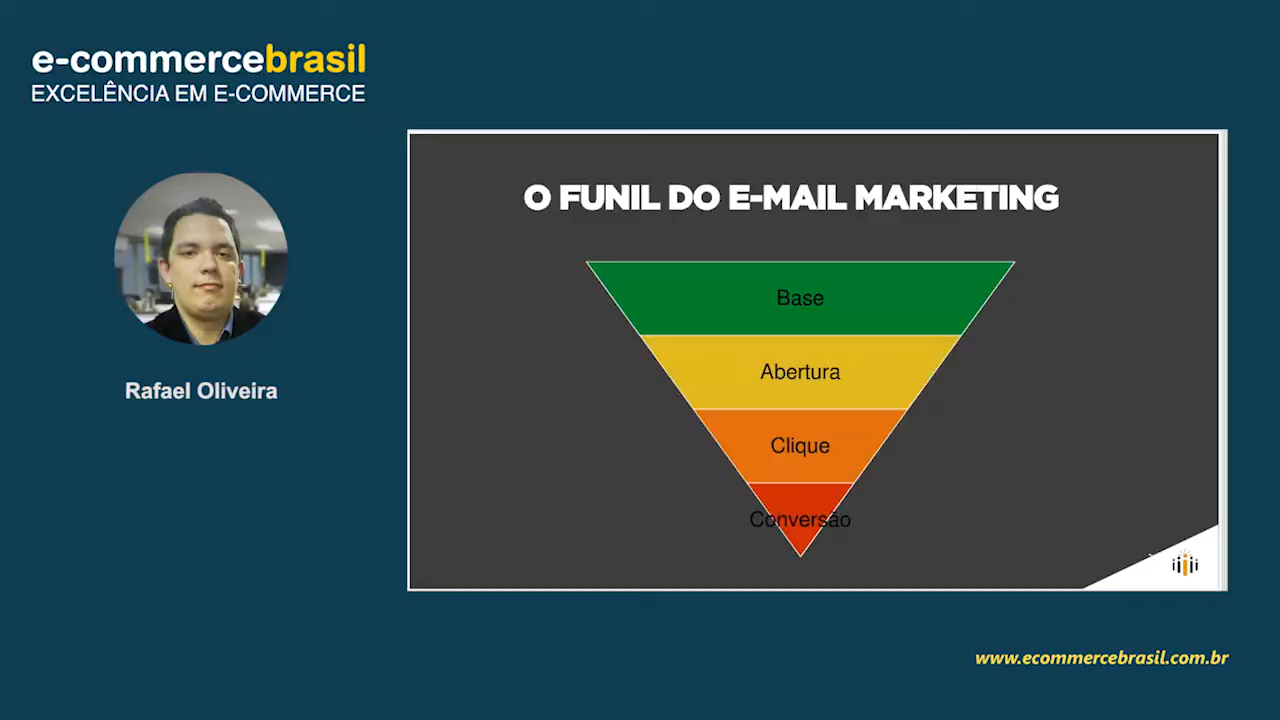 e-commercebrasil
EXCELÊNCIA EM E-COMMERCE
Rafael Oliveira
O FUNIL DO E-MAIL MARKETING
Base
Abertura
Clique
Conversão
www.ecommercebrasil.com.br